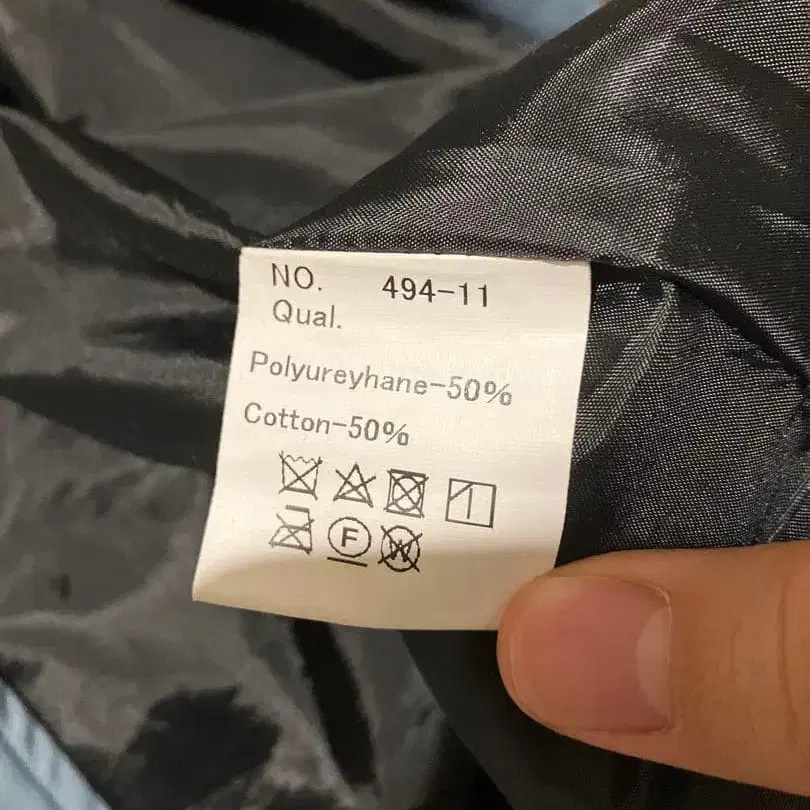 NO. 494-11
Qual.
Polyureyhane-50%
Cotton-50%
F
W